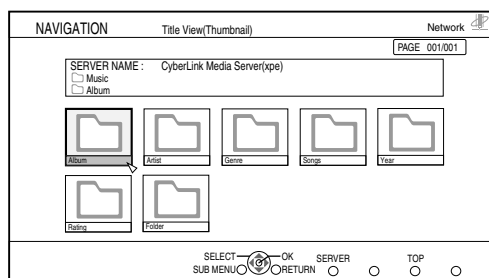 NAVIGATION Title View(Thumbnail) Network
PAGE 001/001
SERVER NAME : CyberLink Media Server(xpe)
Music
Album
Album Artist Genre Songs Year
Rating Folder
SELECT OK SERVER TOP
SUB MENU RETURN